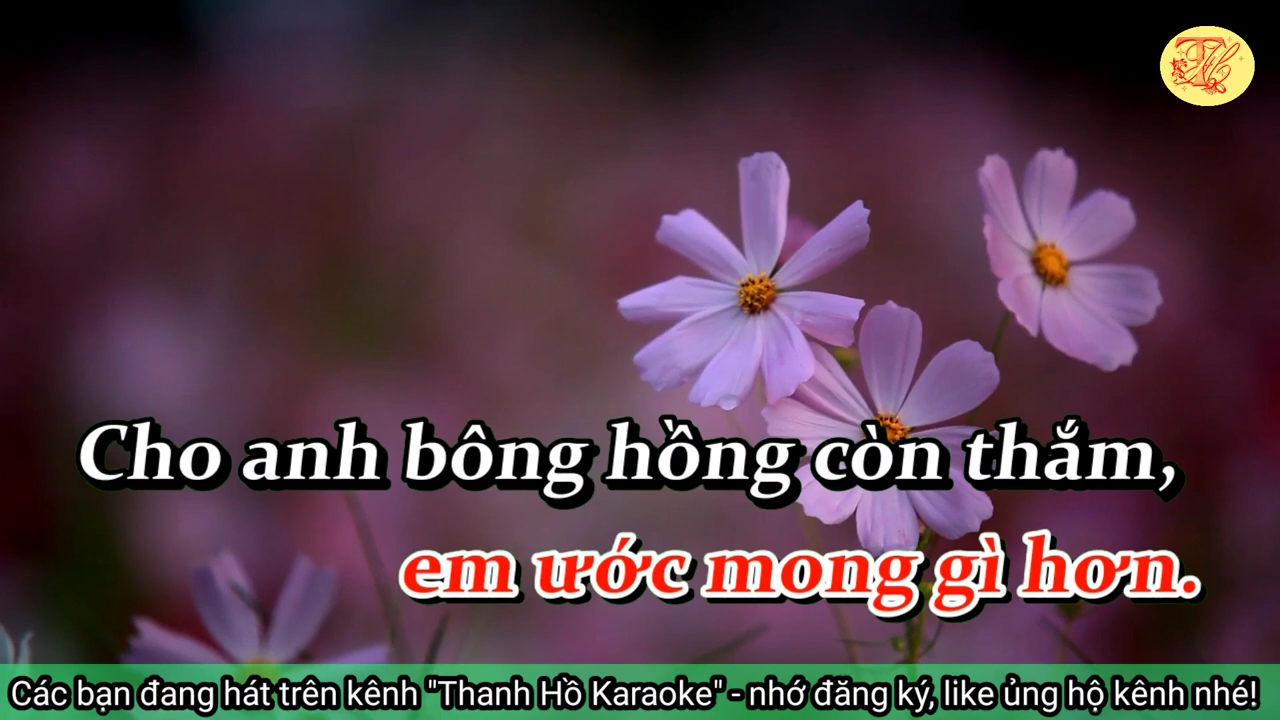 Cho anh bông hồng còn thắm,
em ước mong gì hơn.
Các bạn đang hát trên kênh "Thanh Hồ Karaoke" - nhớ đăng ký, like ủng hộ kênh nhé!